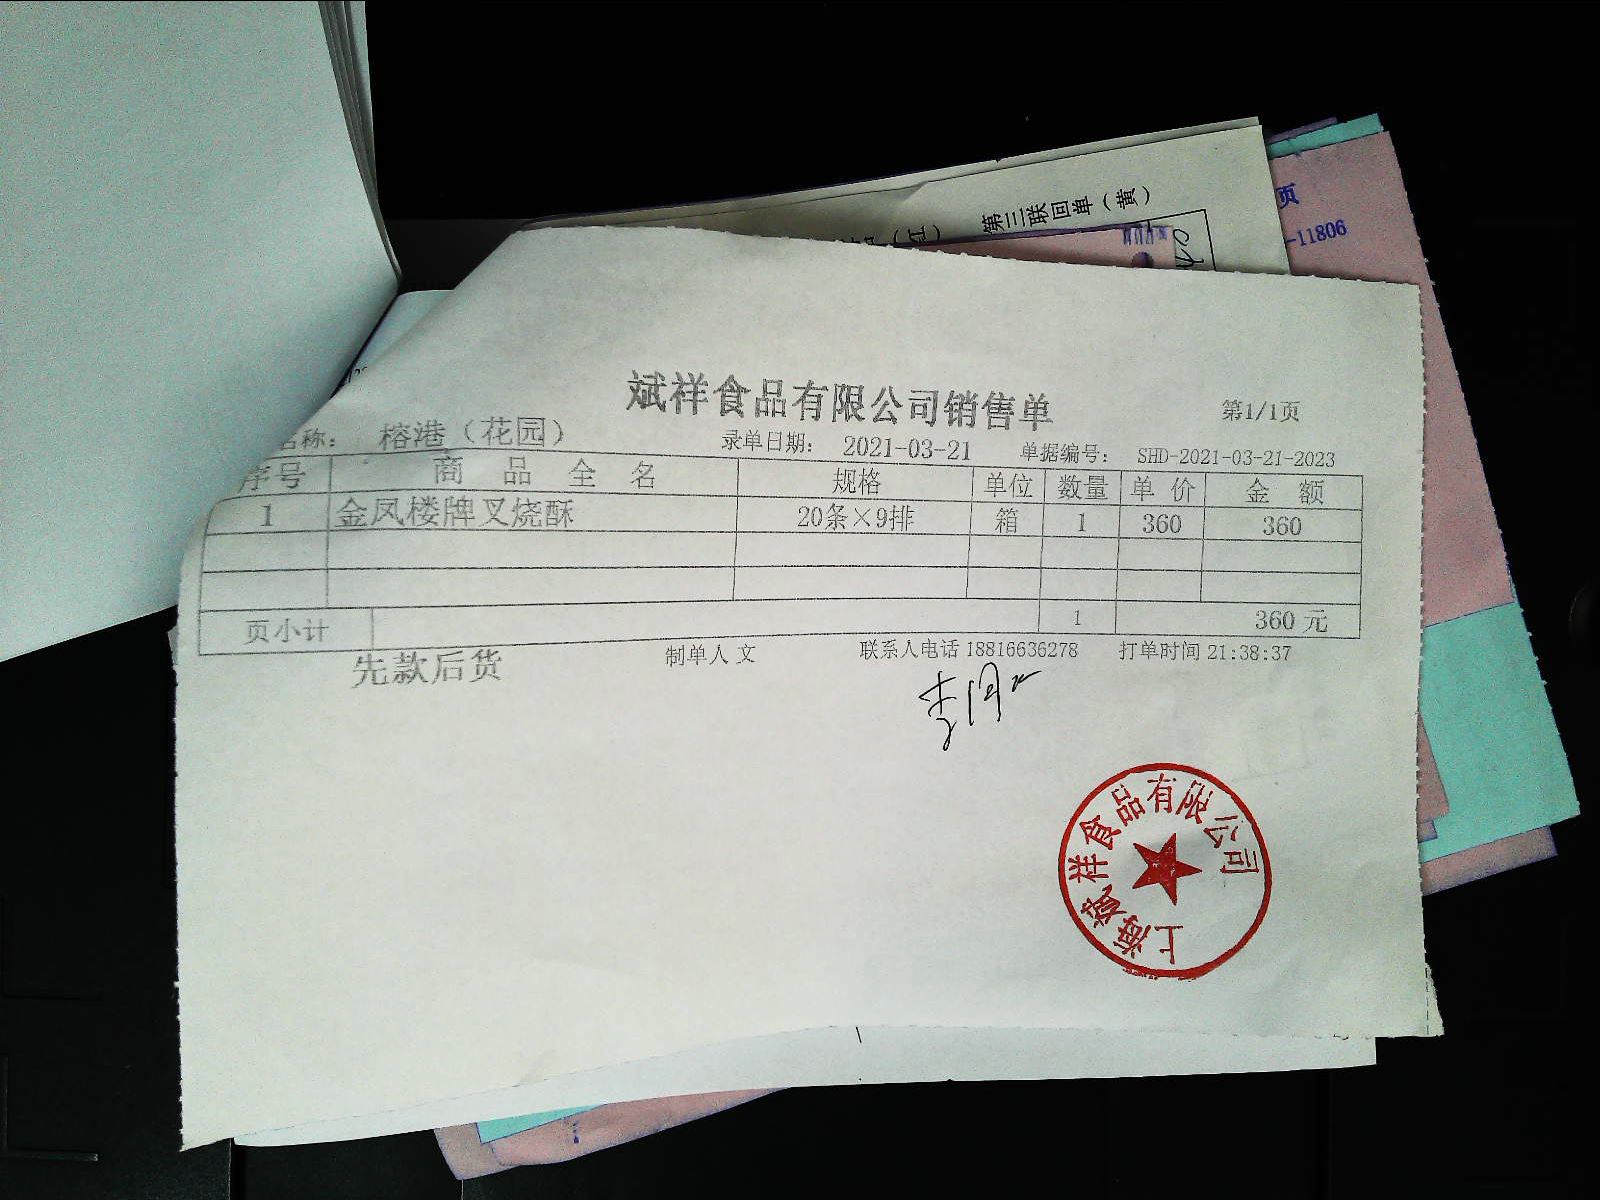 第三联回单（黄）
（红）
页
-11806
斌祥食品有限公司销售单
第1/1页
名称： 榕港（花园） 录单日期： 2021-03-21 单据编号： SHD-2021-03-21-2023
序号 商品全名 规格 单位 数量 单价 金额
1 金凤楼牌叉烧酥 20条×9排 箱 1 360 360
页小计 1 360 元
先款后货 制单人 文 联系人电话 18816636278 打单时间 21:38:37
上海斌祥食品有限公司